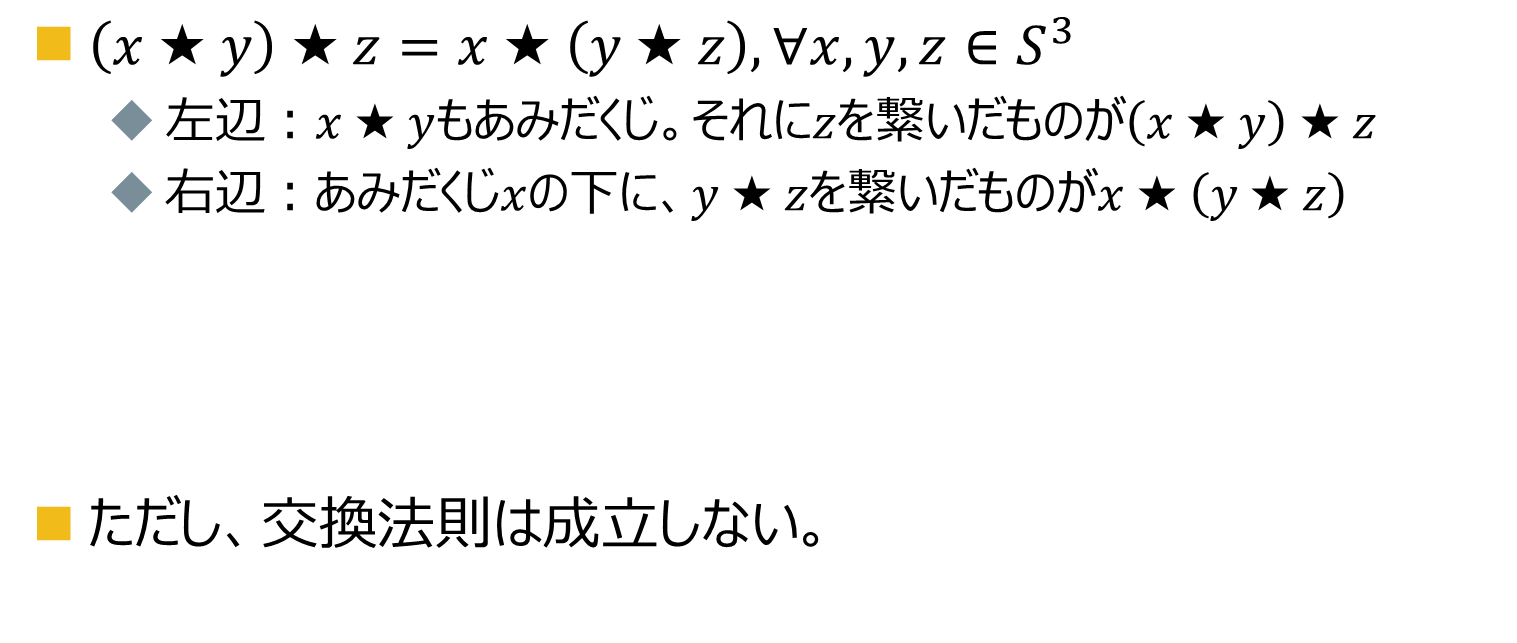 ■ (x ★ y) ★ z = x ★ (y ★ z), ∀x, y, z ∈ S³
◆ 左辺：x ★ yもあみだくじ。それにzを繋いだものが(x ★ y) ★ z
◆ 右辺：あみだくじxの下に、y ★ zを繋いだものがx ★ (y ★ z)
■ ただし、交換法則は成立しない。